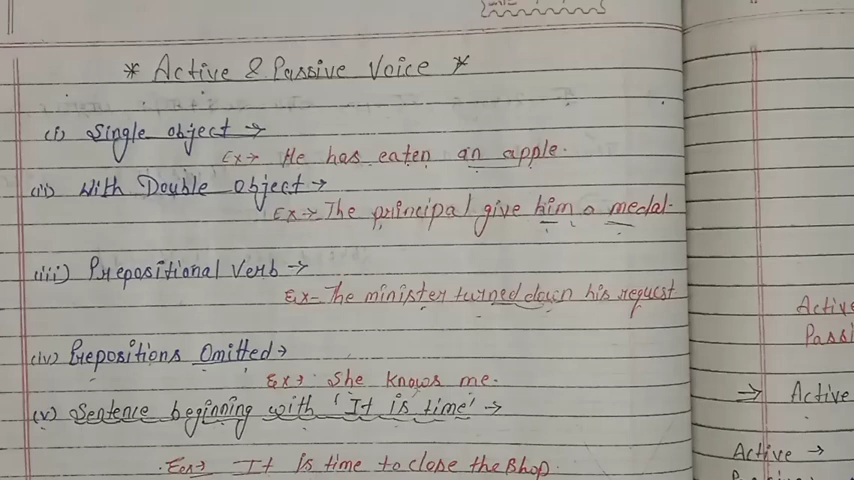 * Active & Passive Voice *
(i) Single object →
Ex→ He has eaten an apple.
(ii) With Double object →
Ex→ The principal give him a medal.
(iii) Prepositional Verb →
Ex- The minister turned down his request
(iv) Prepositions Omitted→
Ex→ She knows me.
(v) Sentence beginning with 'It is time' →
Ex→ It is time to close the shop.
Active
Passi
⇒ Active
Active →